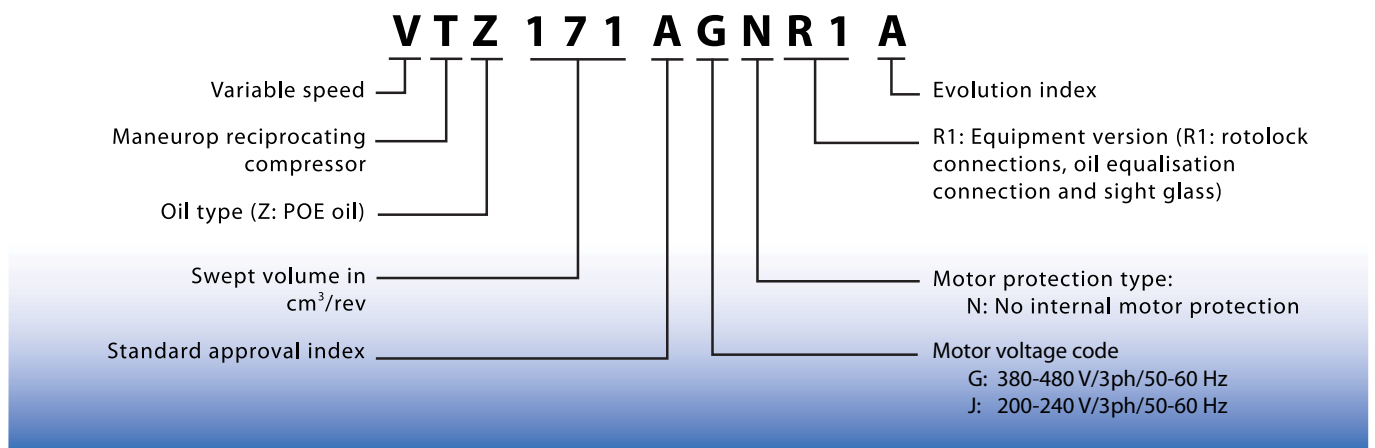 V T Z 1 7 1 A G N R 1 A
Variable speed
Maneurop reciprocating
compressor
Oil type (Z: POE oil)
Swept volume in
cm³/rev
Standard approval index
Evolution index
R1: Equipment version (R1: rotolock
connections, oil equalisation
connection and sight glass)
Motor protection type:
N: No internal motor protection
Motor voltage code
G: 380-480 V/3ph/50-60 Hz
J: 200-240 V/3ph/50-60 Hz